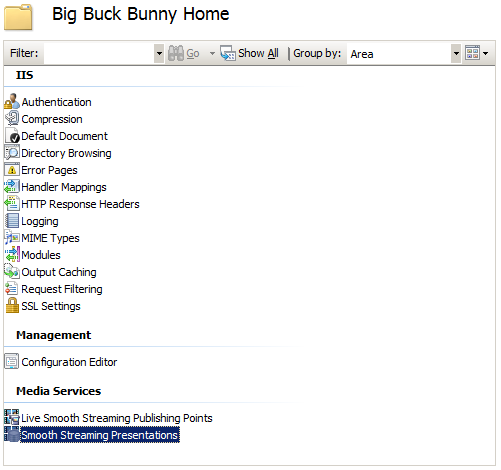 Big Buck Bunny Home
Filter: Go Show All Group by: Area
IIS
Authentication
Compression
Default Document
Directory Browsing
Error Pages
Handler Mappings
HTTP Response Headers
Logging
MIME Types
Modules
Output Caching
Request Filtering
SSL Settings
Management
Configuration Editor
Media Services
Live Smooth Streaming Publishing Points
Smooth Streaming Presentations